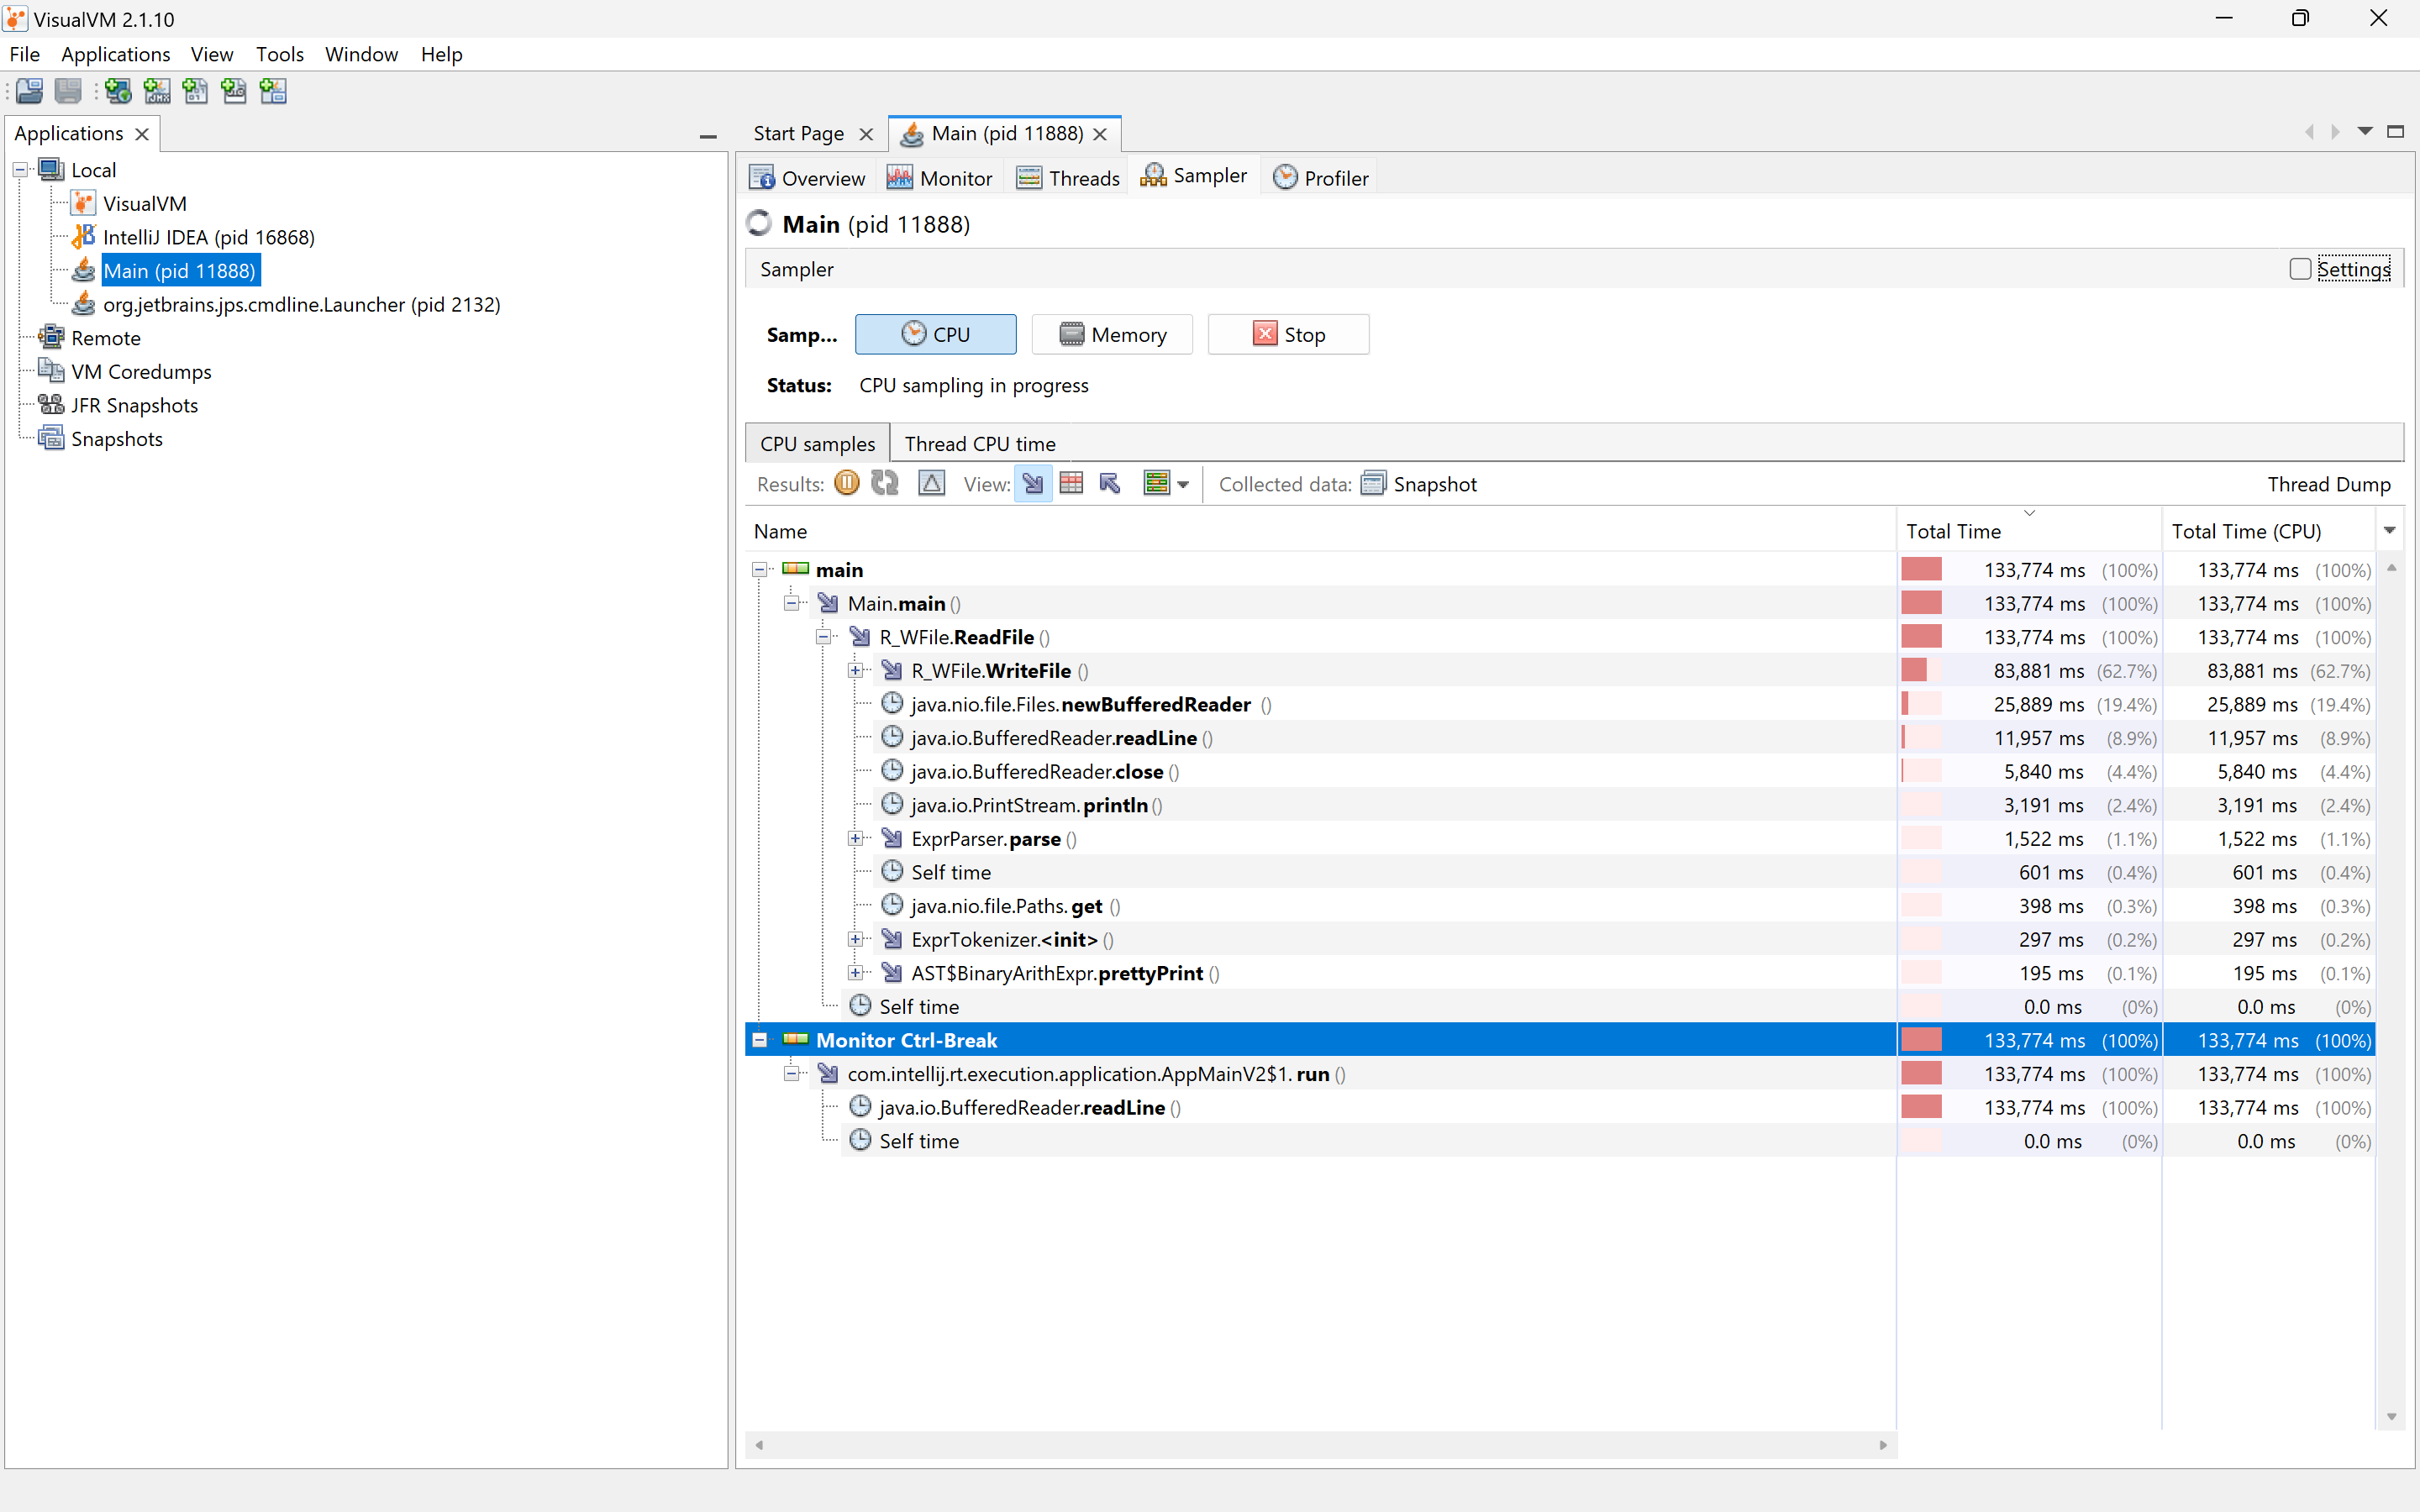 VisualVM 2.1.10
File Applications View Tools Window Help
Applications
Local
VisualVM
IntelliJ IDEA (pid 16868)
Main (pid 11888)
org.jetbrains.jps.cmdline.Launcher (pid 2132)
Remote
VM Coredumps
JFR Snapshots
Snapshots
Start Page Main (pid 11888)
Overview Monitor Threads Sampler Profiler
Main (pid 11888)
Sampler Settings
Samp... CPU Memory Stop
Status: CPU sampling in progress
CPU samples Thread CPU time
Results: View: Collected data: Snapshot Thread Dump
Name Total Time Total Time (CPU)
main 133,774 ms (100%) 133,774 ms (100%)
Main.main () 133,774 ms (100%) 133,774 ms (100%)
R_WFile.ReadFile () 133,774 ms (100%) 133,774 ms (100%)
R_WFile.WriteFile () 83,881 ms (62.7%) 83,881 ms (62.7%)
java.nio.file.Files.newBufferedReader () 25,889 ms (19.4%) 25,889 ms (19.4%)
java.io.BufferedReader.readLine () 11,957 ms (8.9%) 11,957 ms (8.9%)
java.io.BufferedReader.close () 5,840 ms (4.4%) 5,840 ms (4.4%)
java.io.PrintStream.println () 3,191 ms (2.4%) 3,191 ms (2.4%)
ExprParser.parse () 1,522 ms (1.1%) 1,522 ms (1.1%)
Self time 601 ms (0.4%) 601 ms (0.4%)
java.nio.file.Paths.get () 398 ms (0.3%) 398 ms (0.3%)
ExprTokenizer.<init> () 297 ms (0.2%) 297 ms (0.2%)
AST$BinaryArithExpr.prettyPrint () 195 ms (0.1%) 195 ms (0.1%)
Self time 0.0 ms (0%) 0.0 ms (0%)
Monitor Ctrl-Break 133,774 ms (100%) 133,774 ms (100%)
com.intellij.rt.execution.application.AppMainV2$1.run () 133,774 ms (100%) 133,774 ms (100%)
java.io.BufferedReader.readLine () 133,774 ms (100%) 133,774 ms (100%)
Self time 0.0 ms (0%) 0.0 ms (0%)